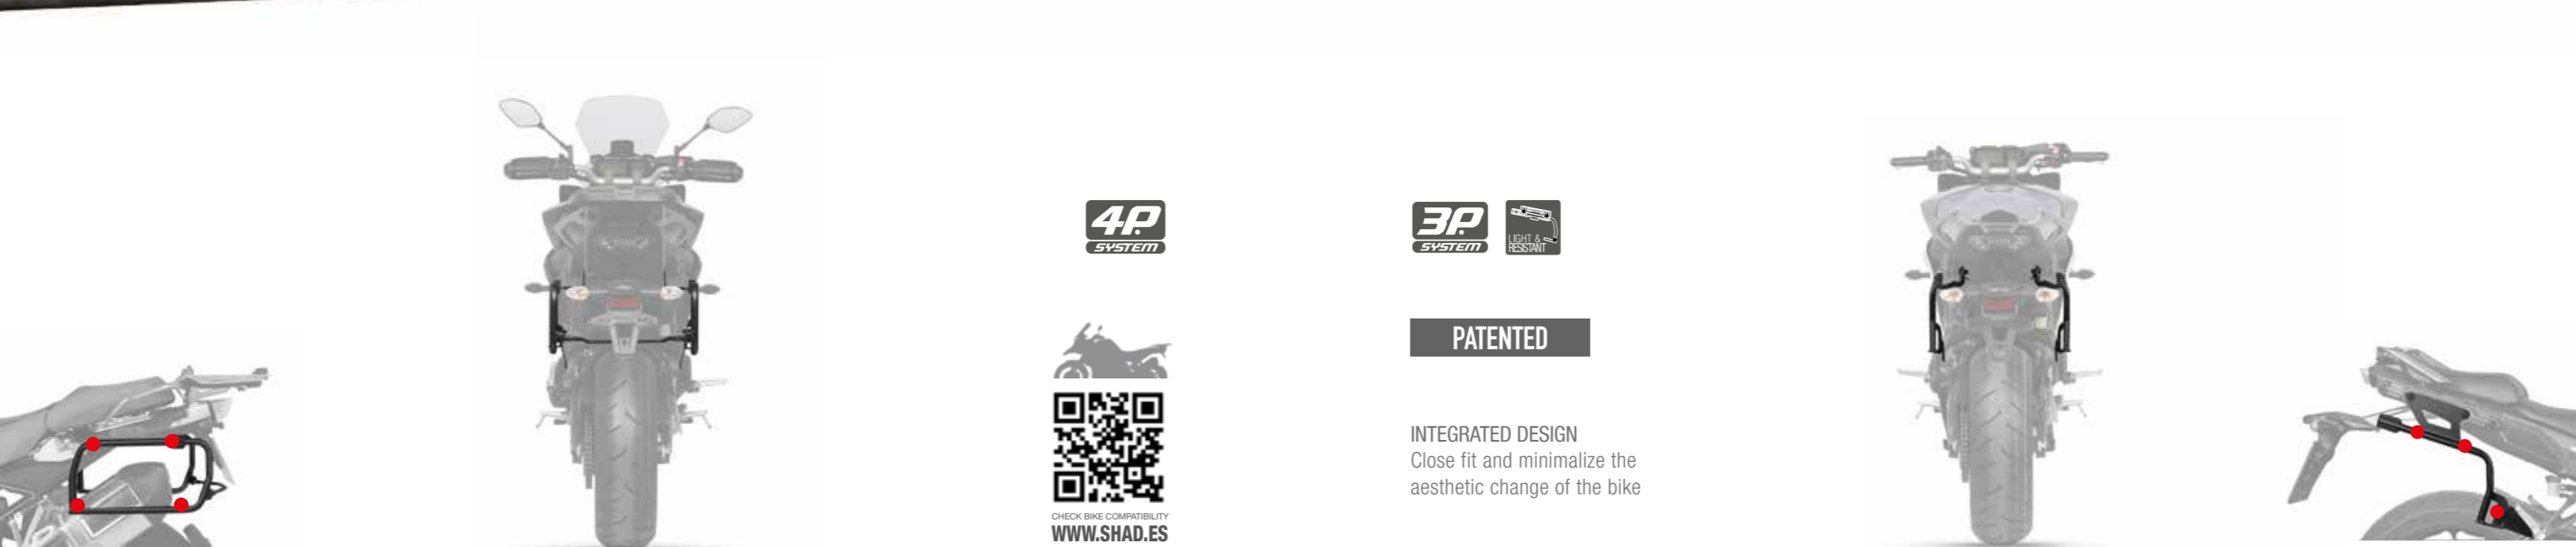 4P
SYSTEM
CHECK BIKE COMPATIBILITY
WWW.SHAD.ES
3P
SYSTEM
LIGHT &
RESISTANT
PATENTED
INTEGRATED DESIGN
Close fit and minimalize the
aesthetic change of the bike